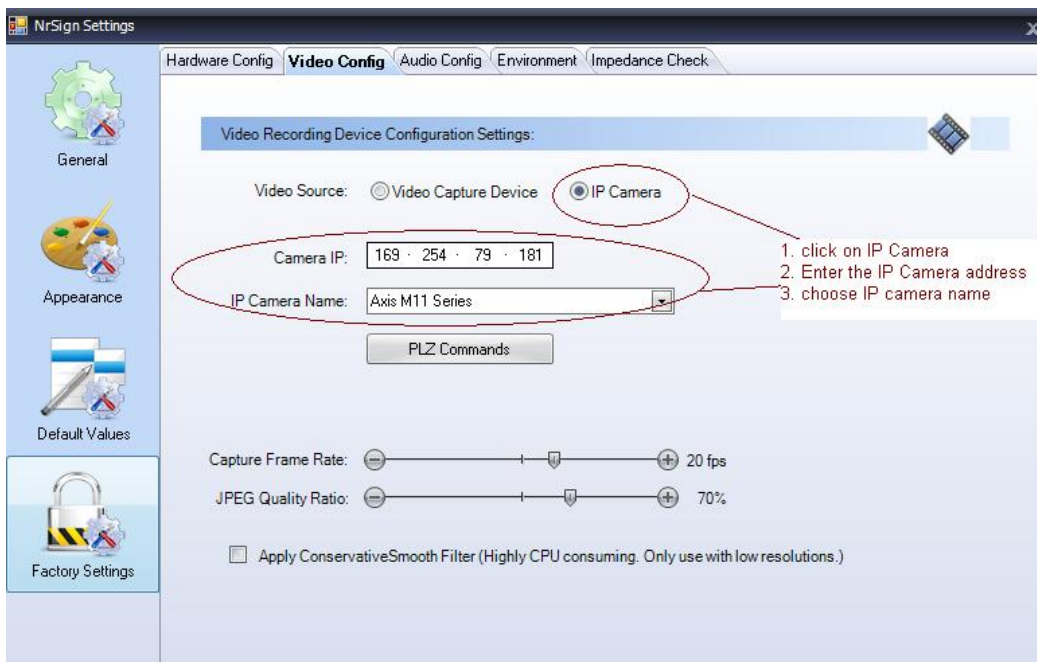 NrSign Settings
x
Hardware Config Video Config Audio Config Environment Impedance Check
General
Video Recording Device Configuration Settings:
Video Source: Video Capture Device IP Camera
Camera IP: 169 . 254 . 79 . 181
1. click on IP Camera
2. Enter the IP Camera address
3. choose IP camera name
Appearance
IP Camera Name: Axis M11 Series
PLZ Commands
Default Values
Capture Frame Rate: 20 fps
JPEG Quality Ratio: 70%
Apply ConservativeSmooth Filter (Highly CPU consuming. Only use with low resolutions.)
Factory Settings